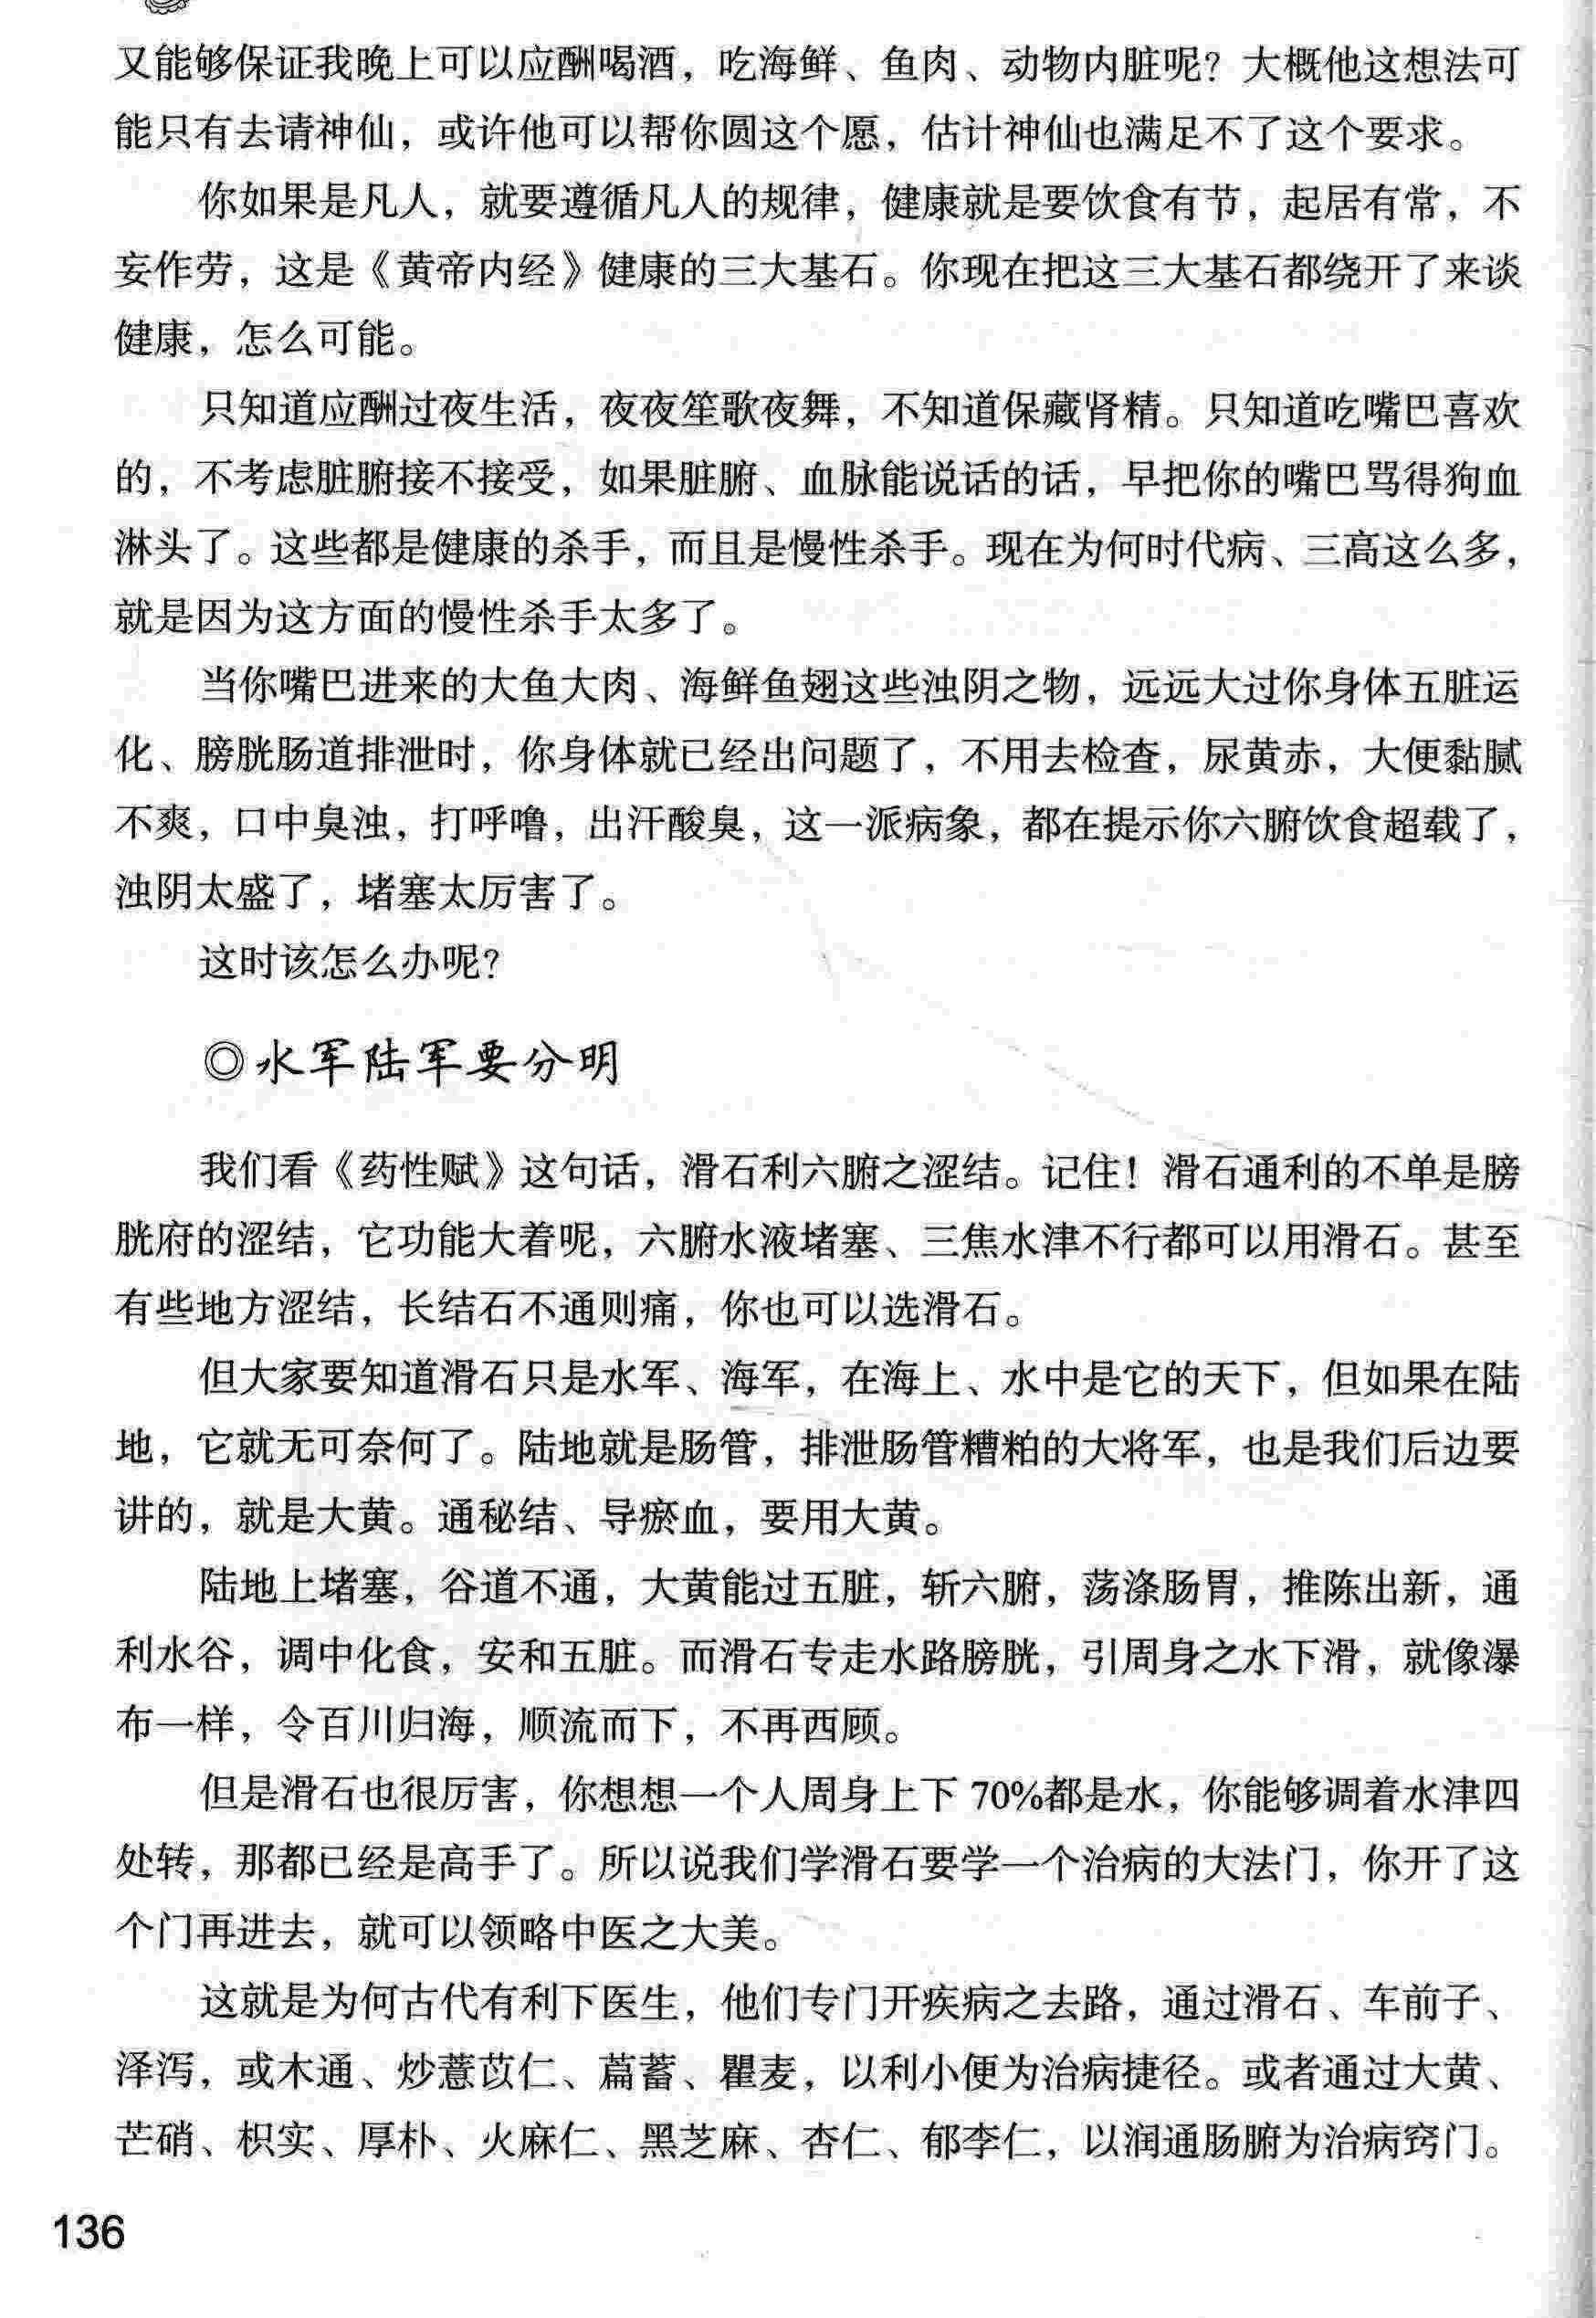 又能够保证我晚上可以应酬喝酒，吃海鲜、鱼肉、动物内脏呢？大概他这想法可
能只有去请神仙，或许他可以帮你圆这个愿，估计神仙也满足不了这个要求。
你如果是凡人，就要遵循凡人的规律，健康就是要饮食有节，起居有常，不
妄作劳，这是《黄帝内经》健康的三大基石。你现在把这三大基石都绕开了来谈
健康，怎么可能。
只知道应酬过夜生活，夜夜笙歌夜舞，不知道保藏肾精。只知道吃嘴巴喜欢
的，不考虑脏腑接不接受，如果脏腑、血脉能说话的话，早把你的嘴巴骂得狗血
淋头了。这些都是健康的杀手，而且是慢性杀手。现在为何时代病、三高这么多，
就是因为这方面的慢性杀手太多了。
当你嘴巴进来的大鱼大肉、海鲜鱼翅这些浊阴之物，远远大过你身体五脏运
化、膀胱肠道排泄时，你身体就已经出问题了，不用去检查，尿黄赤，大便黏腻
不爽，口中臭浊，打呼噜，出汗酸臭，这一派病象，都在提示你六腑饮食超载了，
浊阴太盛了，堵塞太厉害了。
这时该怎么办呢？
◎水军陆军要分明
我们看《药性赋》这句话，滑石利六腑之涩结。记住！滑石通利的不单是膀
胱府的涩结，它功能大着呢，六腑水液堵塞、三焦水津不行都可以用滑石。甚至
有些地方涩结，长结石不通则痛，你也可以选滑石。
但大家要知道滑石只是水军、海军，在海上、水中是它的天下，但如果在陆
地，它就无可奈何了。陆地就是肠管，排泄肠管糟粕的大将军，也是我们后边要
讲的，就是大黄。通秘结、导瘀血，要用大黄。
陆地上堵塞，谷道不通，大黄能过五脏，斩六腑，荡涤肠胃，推陈出新，通
利水谷，调中化食，安和五脏。而滑石专走水路膀胱，引周身之水下滑，就像瀑
布一样，令百川归海，顺流而下，不再西顾。
但是滑石也很厉害，你想想一个人周身上下70%都是水，你能够调着水津四
处转，那都已经是高手了。所以说我们学滑石要学一个治病的大法门，你开了这
个门再进去，就可以领略中医之大美。
这就是为何古代有利下医生，他们专门开疾病之去路，通过滑石、车前子、
泽泻，或木通、炒薏苡仁、萹蓄、瞿麦，以利小便为治病捷径。或者通过大黄、
芒硝、枳实、厚朴、火麻仁、黑芝麻、杏仁、郁李仁，以润通肠腑为治病窍门。
136